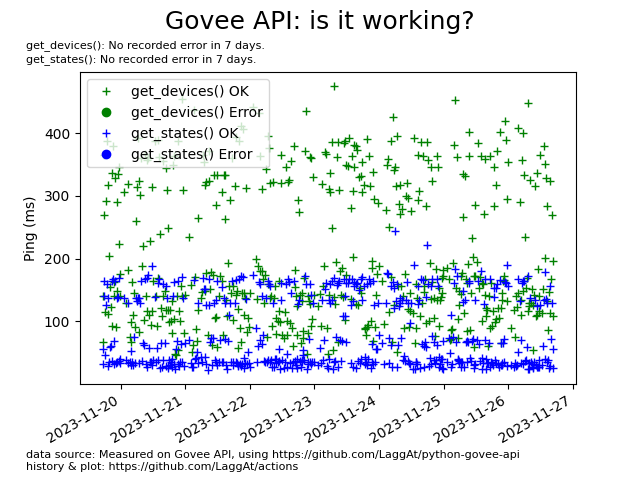 Govee API: is it working?
get_devices(): No recorded error in 7 days.
get_states(): No recorded error in 7 days.
get_devices() OK
get_devices() Error
get_states() OK
get_states() Error
Ping (ms)
400
300
200
100
2023-11-20
2023-11-21
2023-11-22
2023-11-23
2023-11-24
2023-11-25
2023-11-26
2023-11-27
data source: Measured on Govee API, using https://github.com/LaggAt/python-govee-api
history & plot: https://github.com/LaggAt/actions